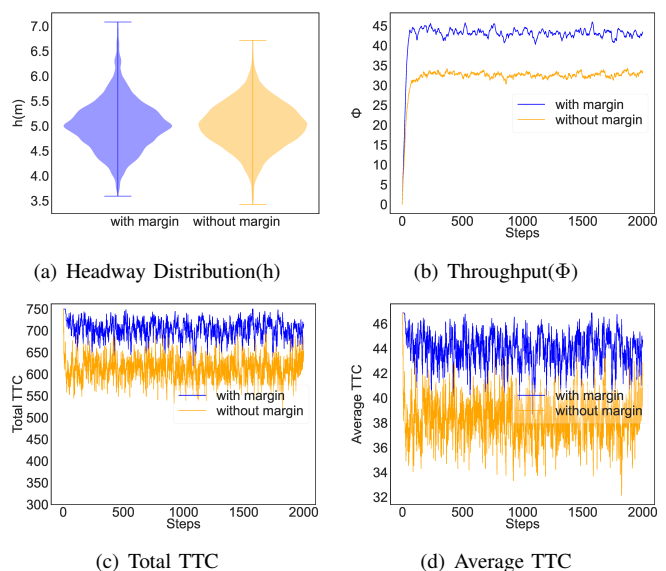 7.0
6.5
6.0
5.5
5.0
4.5
4.0
3.5
h(m)
with margin without margin
(a) Headway Distribution(h)
45
40
35
30
25
20
15
10
5
0
Φ
with margin
without margin
0 500 1000 1500 2000
Steps
(b) Throughput(Φ)
750
700
650
600
550
500
450
400
350
300
Total TTC
with margin
without margin
0 500 1000 1500 2000
Steps
(c) Total TTC
46
44
42
40
38
36
34
32
Average TTC
with margin
without margin
0 500 1000 1500 2000
Steps
(d) Average TTC